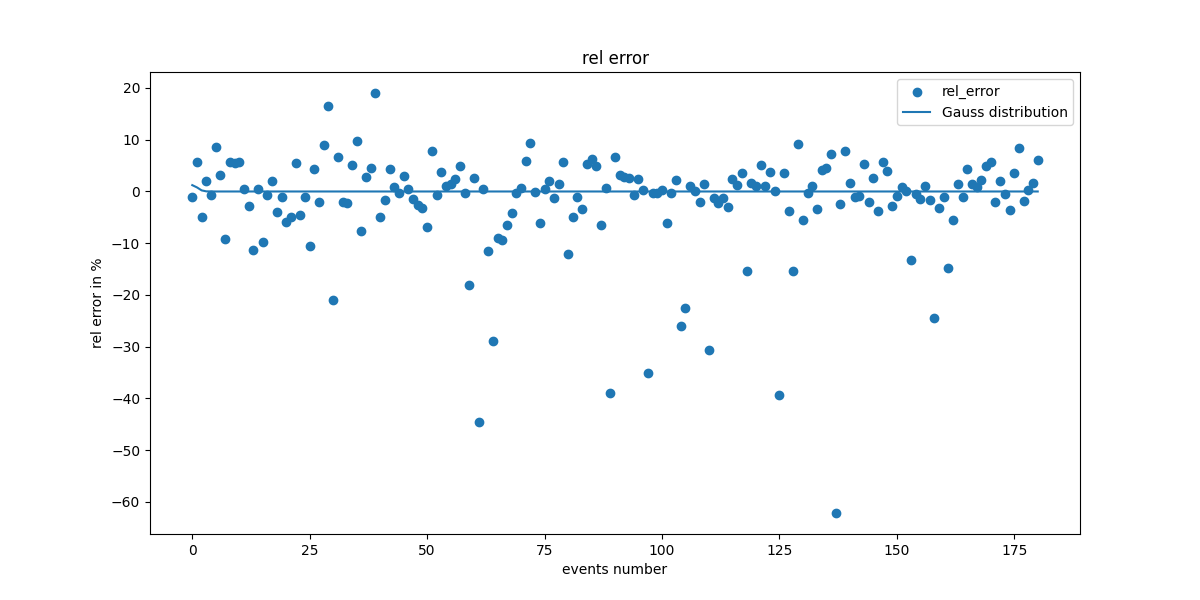 rel error
rel_error
Gauss distribution
rel error in %
20
10
0
−10
−20
−30
−40
−50
−60
0 25 50 75 100 125 150 175
events number